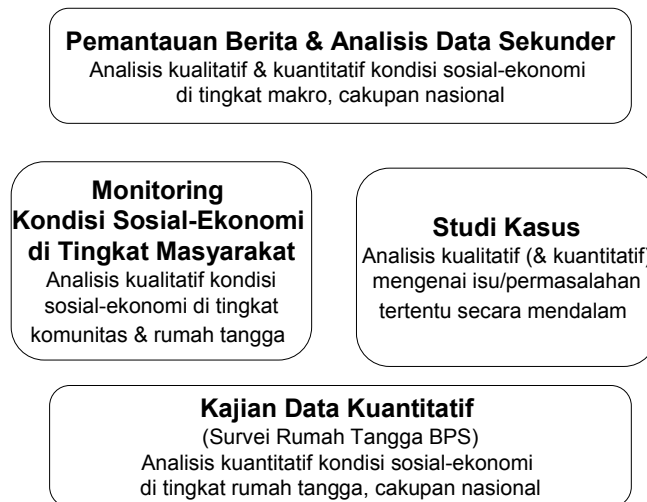 Pemantauan Berita & Analisis Data Sekunder
Analisis kualitatif & kuantitatif kondisi sosial-ekonomi
di tingkat makro, cakupan nasional
Monitoring
Kondisi Sosial-Ekonomi
di Tingkat Masyarakat
Analisis kualitatif kondisi
sosial-ekonomi di tingkat
komunitas & rumah tangga
Studi Kasus
Analisis kualitatif (& kuantitatif)
mengenai isu/permasalahan
tertentu secara mendalam
Kajian Data Kuantitatif
(Survei Rumah Tangga BPS)
Analisis kuantitatif kondisi sosial-ekonomi
di tingkat rumah tangga, cakupan nasional